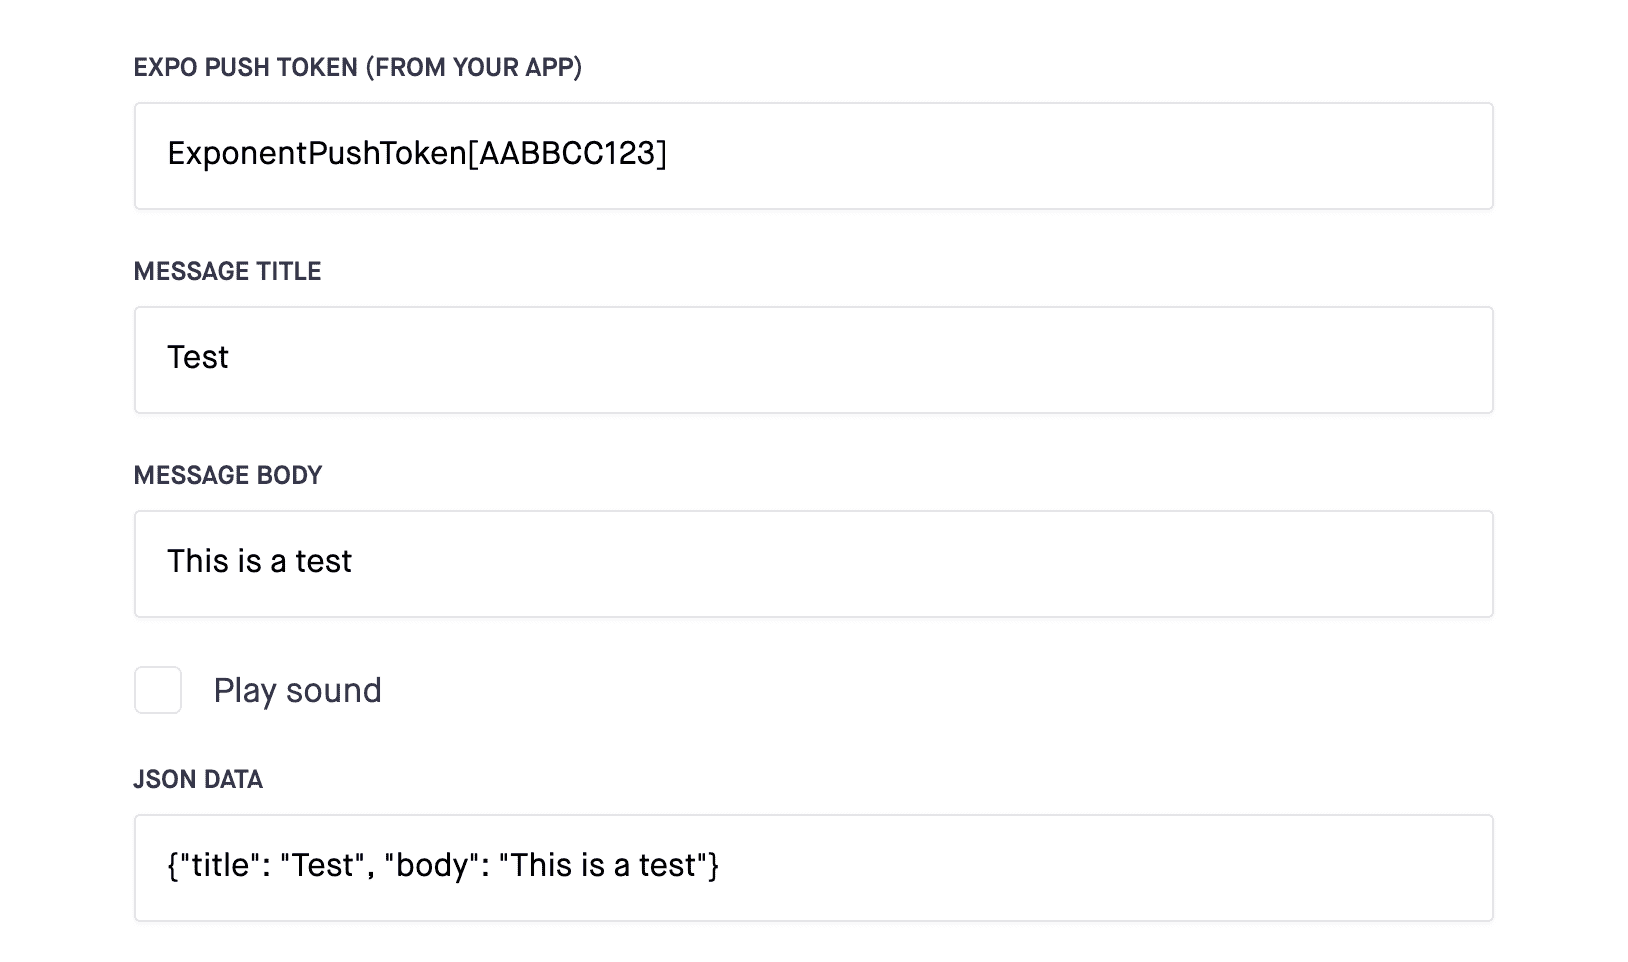 EXPO PUSH TOKEN (FROM YOUR APP)
ExponentPushToken[AABBCC123]
MESSAGE TITLE
Test
MESSAGE BODY
This is a test
Play sound
JSON DATA
{"title": "Test", "body": "This is a test"}